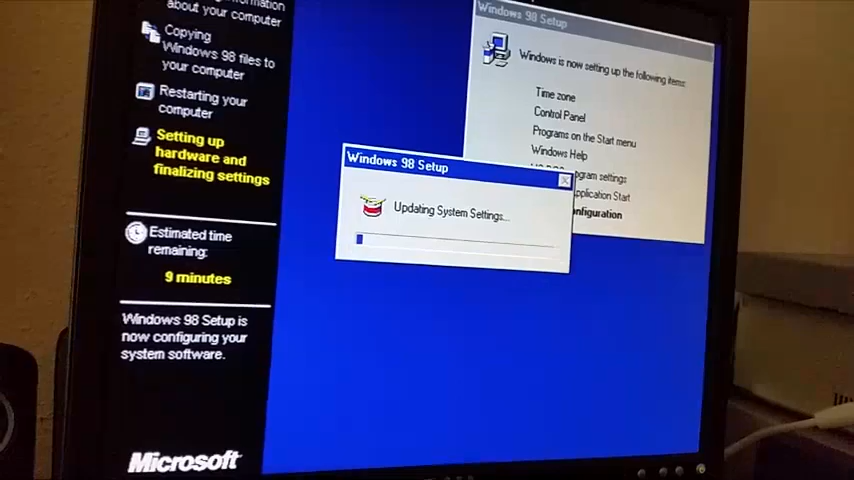 about your computer
Copying
Windows 98 files to
your computer
Restarting your
computer
Setting up
hardware and
finalizing settings
Estimated time
remaining:
9 minutes
Windows 98 Setup is
now configuring your
system software.
Microsoft
Windows 98 Setup
Windows is now setting up the following items:
Time zone
Control Panel
Programs on the Start menu
Windows Help
settings
Start
Windows 98 Setup
Updating System Settings...